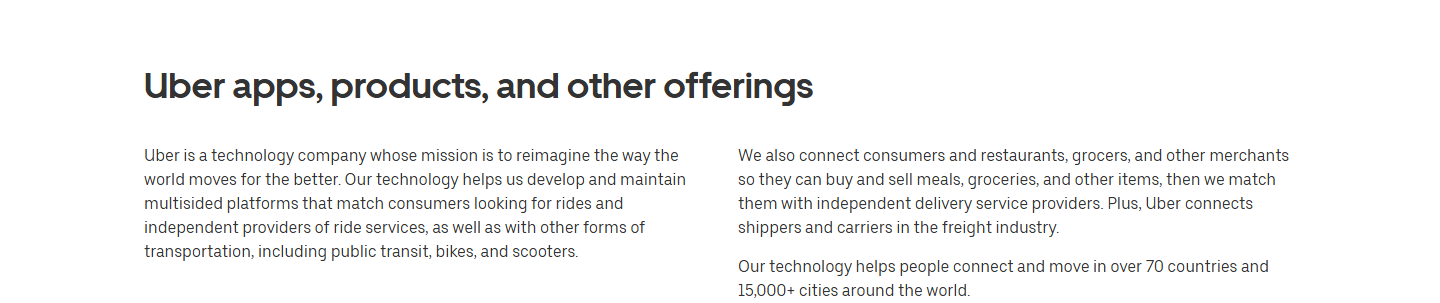 Uber apps, products, and other offerings
Uber is a technology company whose mission is to reimagine the way the
world moves for the better. Our technology helps us develop and maintain
multisided platforms that match consumers looking for rides and
independent providers of ride services, as well as with other forms of
transportation, including public transit, bikes, and scooters.
We also connect consumers and restaurants, grocers, and other merchants
so they can buy and sell meals, groceries, and other items, then we match
them with independent delivery service providers. Plus, Uber connects
shippers and carriers in the freight industry.
Our technology helps people connect and move in over 70 countries and
15,000+ cities around the world.